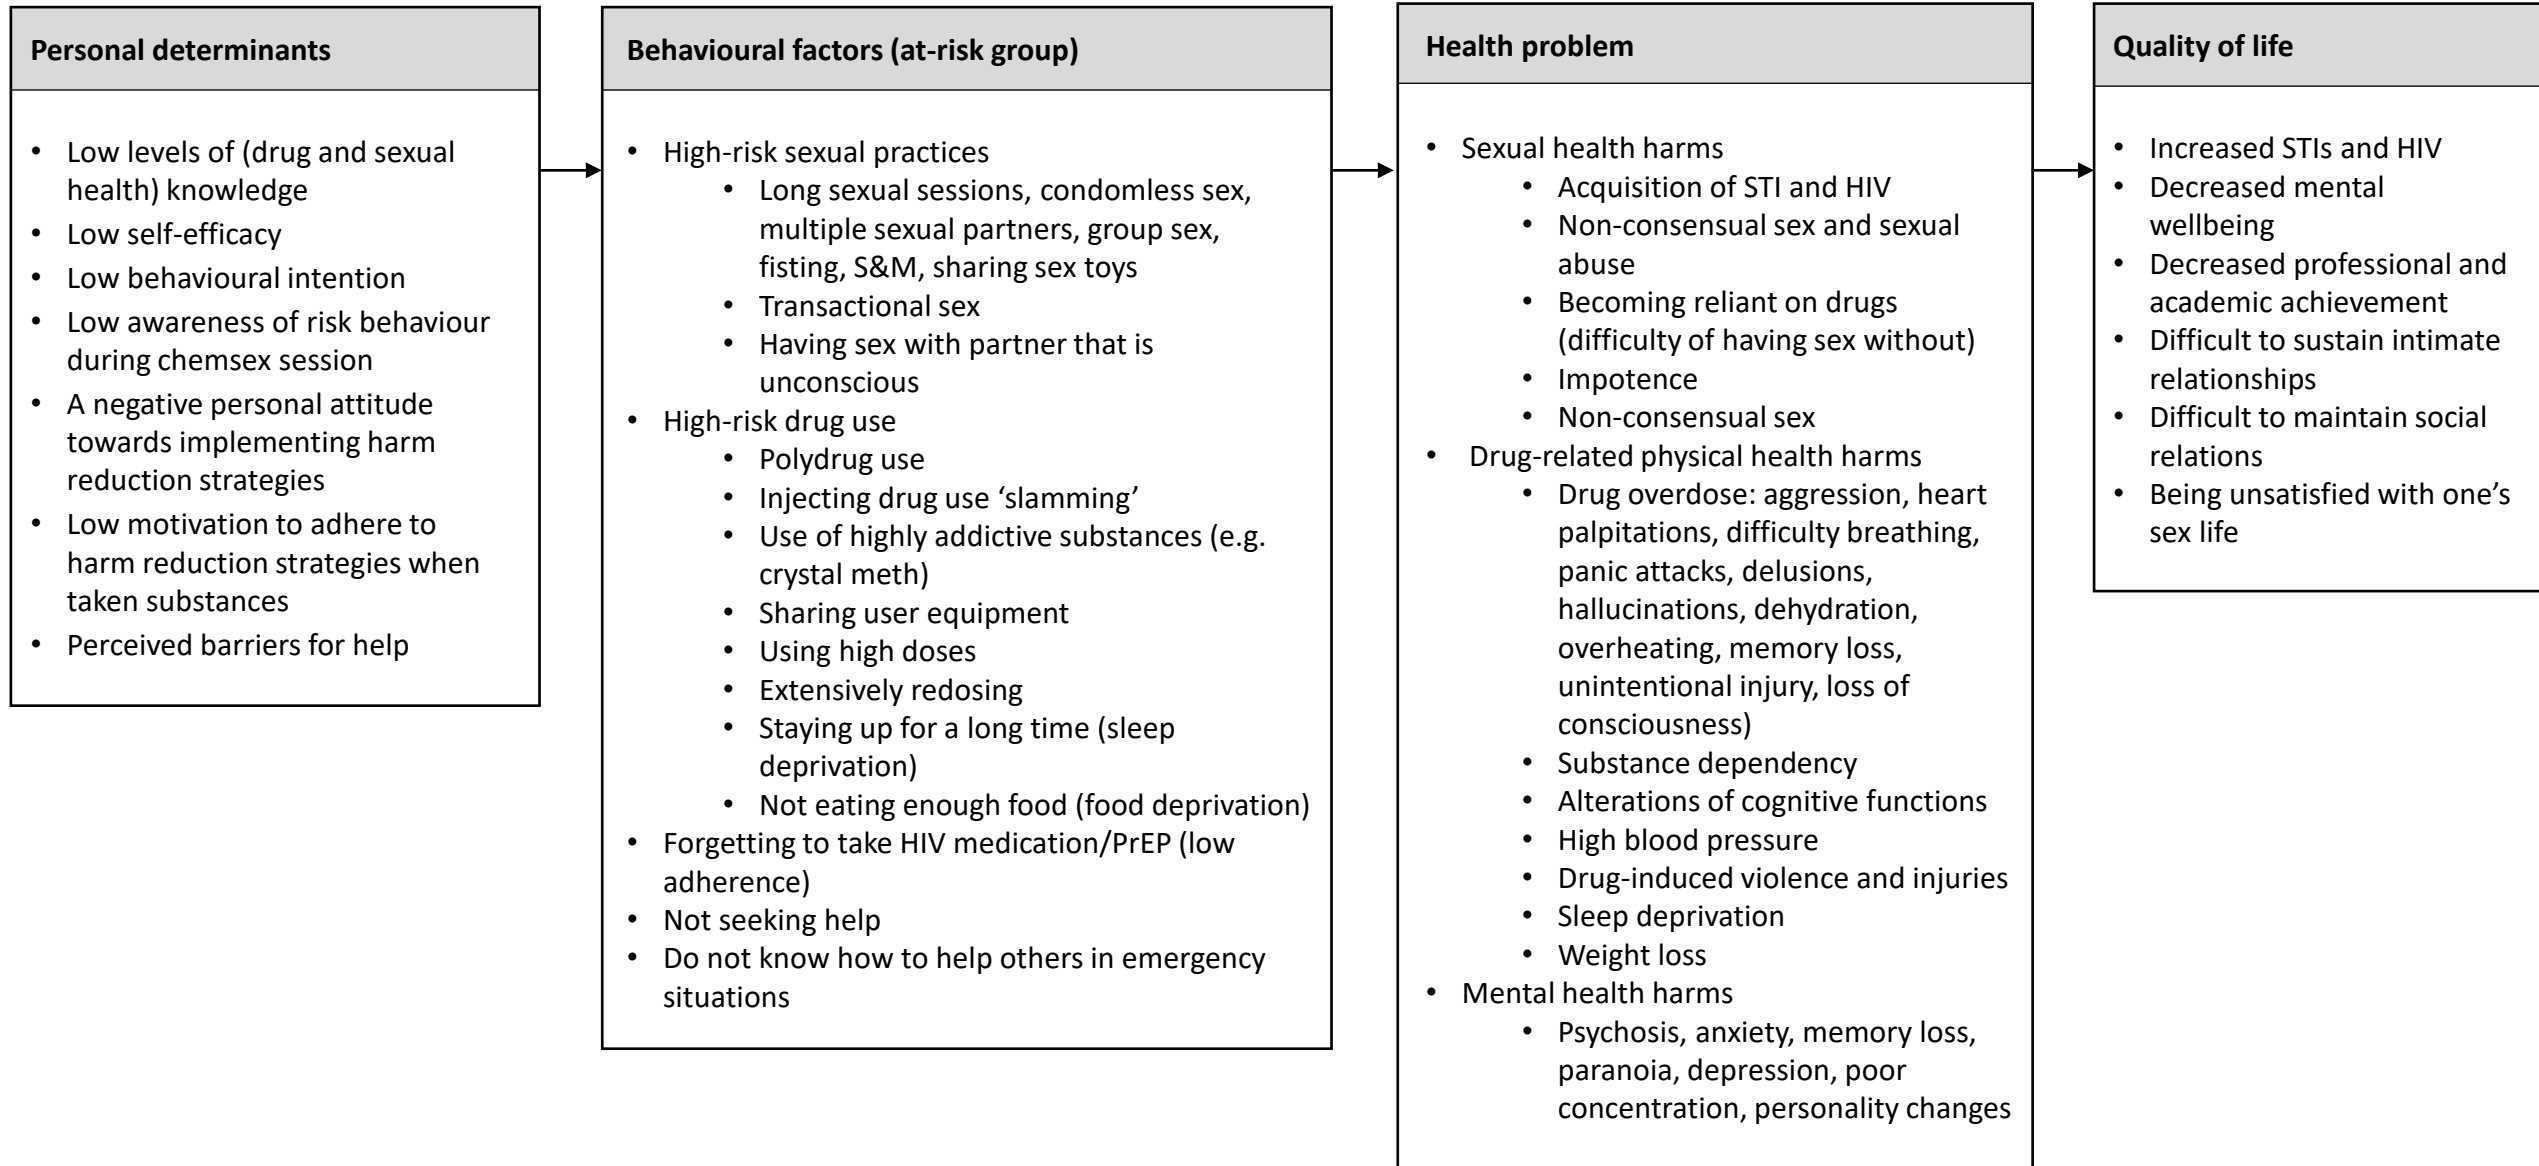 Personal determinants
• Low levels of (drug and sexual
health) knowledge
• Low self-efficacy
• Low behavioural intention
• Low awareness of risk behaviour
during chemsex session
• A negative personal attitude
towards implementing harm
reduction strategies
• Low motivation to adhere to
harm reduction strategies when
taken substances
• Perceived barriers for help
Behavioural factors (at-risk group)
• High-risk sexual practices
• Long sexual sessions, condomless sex,
multiple sexual partners, group sex,
fisting, S&M, sharing sex toys
• Transactional sex
• Having sex with partner that is
unconscious
• High-risk drug use
• Polydrug use
• Injecting drug use ‘slamming’
• Use of highly addictive substances (e.g.
crystal meth)
• Sharing user equipment
• Using high doses
• Extensively redosing
• Staying up for a long time (sleep
deprivation)
• Not eating enough food (food deprivation)
• Forgetting to take HIV medication/PrEP (low
adherence)
• Not seeking help
• Do not know how to help others in emergency
situations
Health problem
• Sexual health harms
• Acquisition of STI and HIV
• Non-consensual sex and sexual
abuse
• Becoming reliant on drugs
(difficulty of having sex without)
• Impotence
• Non-consensual sex
• Drug-related physical health harms
• Drug overdose: aggression, heart
palpitations, difficulty breathing,
panic attacks, delusions,
hallucinations, dehydration,
overheating, memory loss,
unintentional injury, loss of
consciousness)
• Substance dependency
• Alterations of cognitive functions
• High blood pressure
• Drug-induced violence and injuries
• Sleep deprivation
• Weight loss
• Mental health harms
• Psychosis, anxiety, memory loss,
paranoia, depression, poor
concentration, personality changes
Quality of life
• Increased STIs and HIV
• Decreased mental
wellbeing
• Decreased professional and
academic achievement
• Difficult to sustain intimate
relationships
• Difficult to maintain social
relations
• Being unsatisfied with one’s
sex life